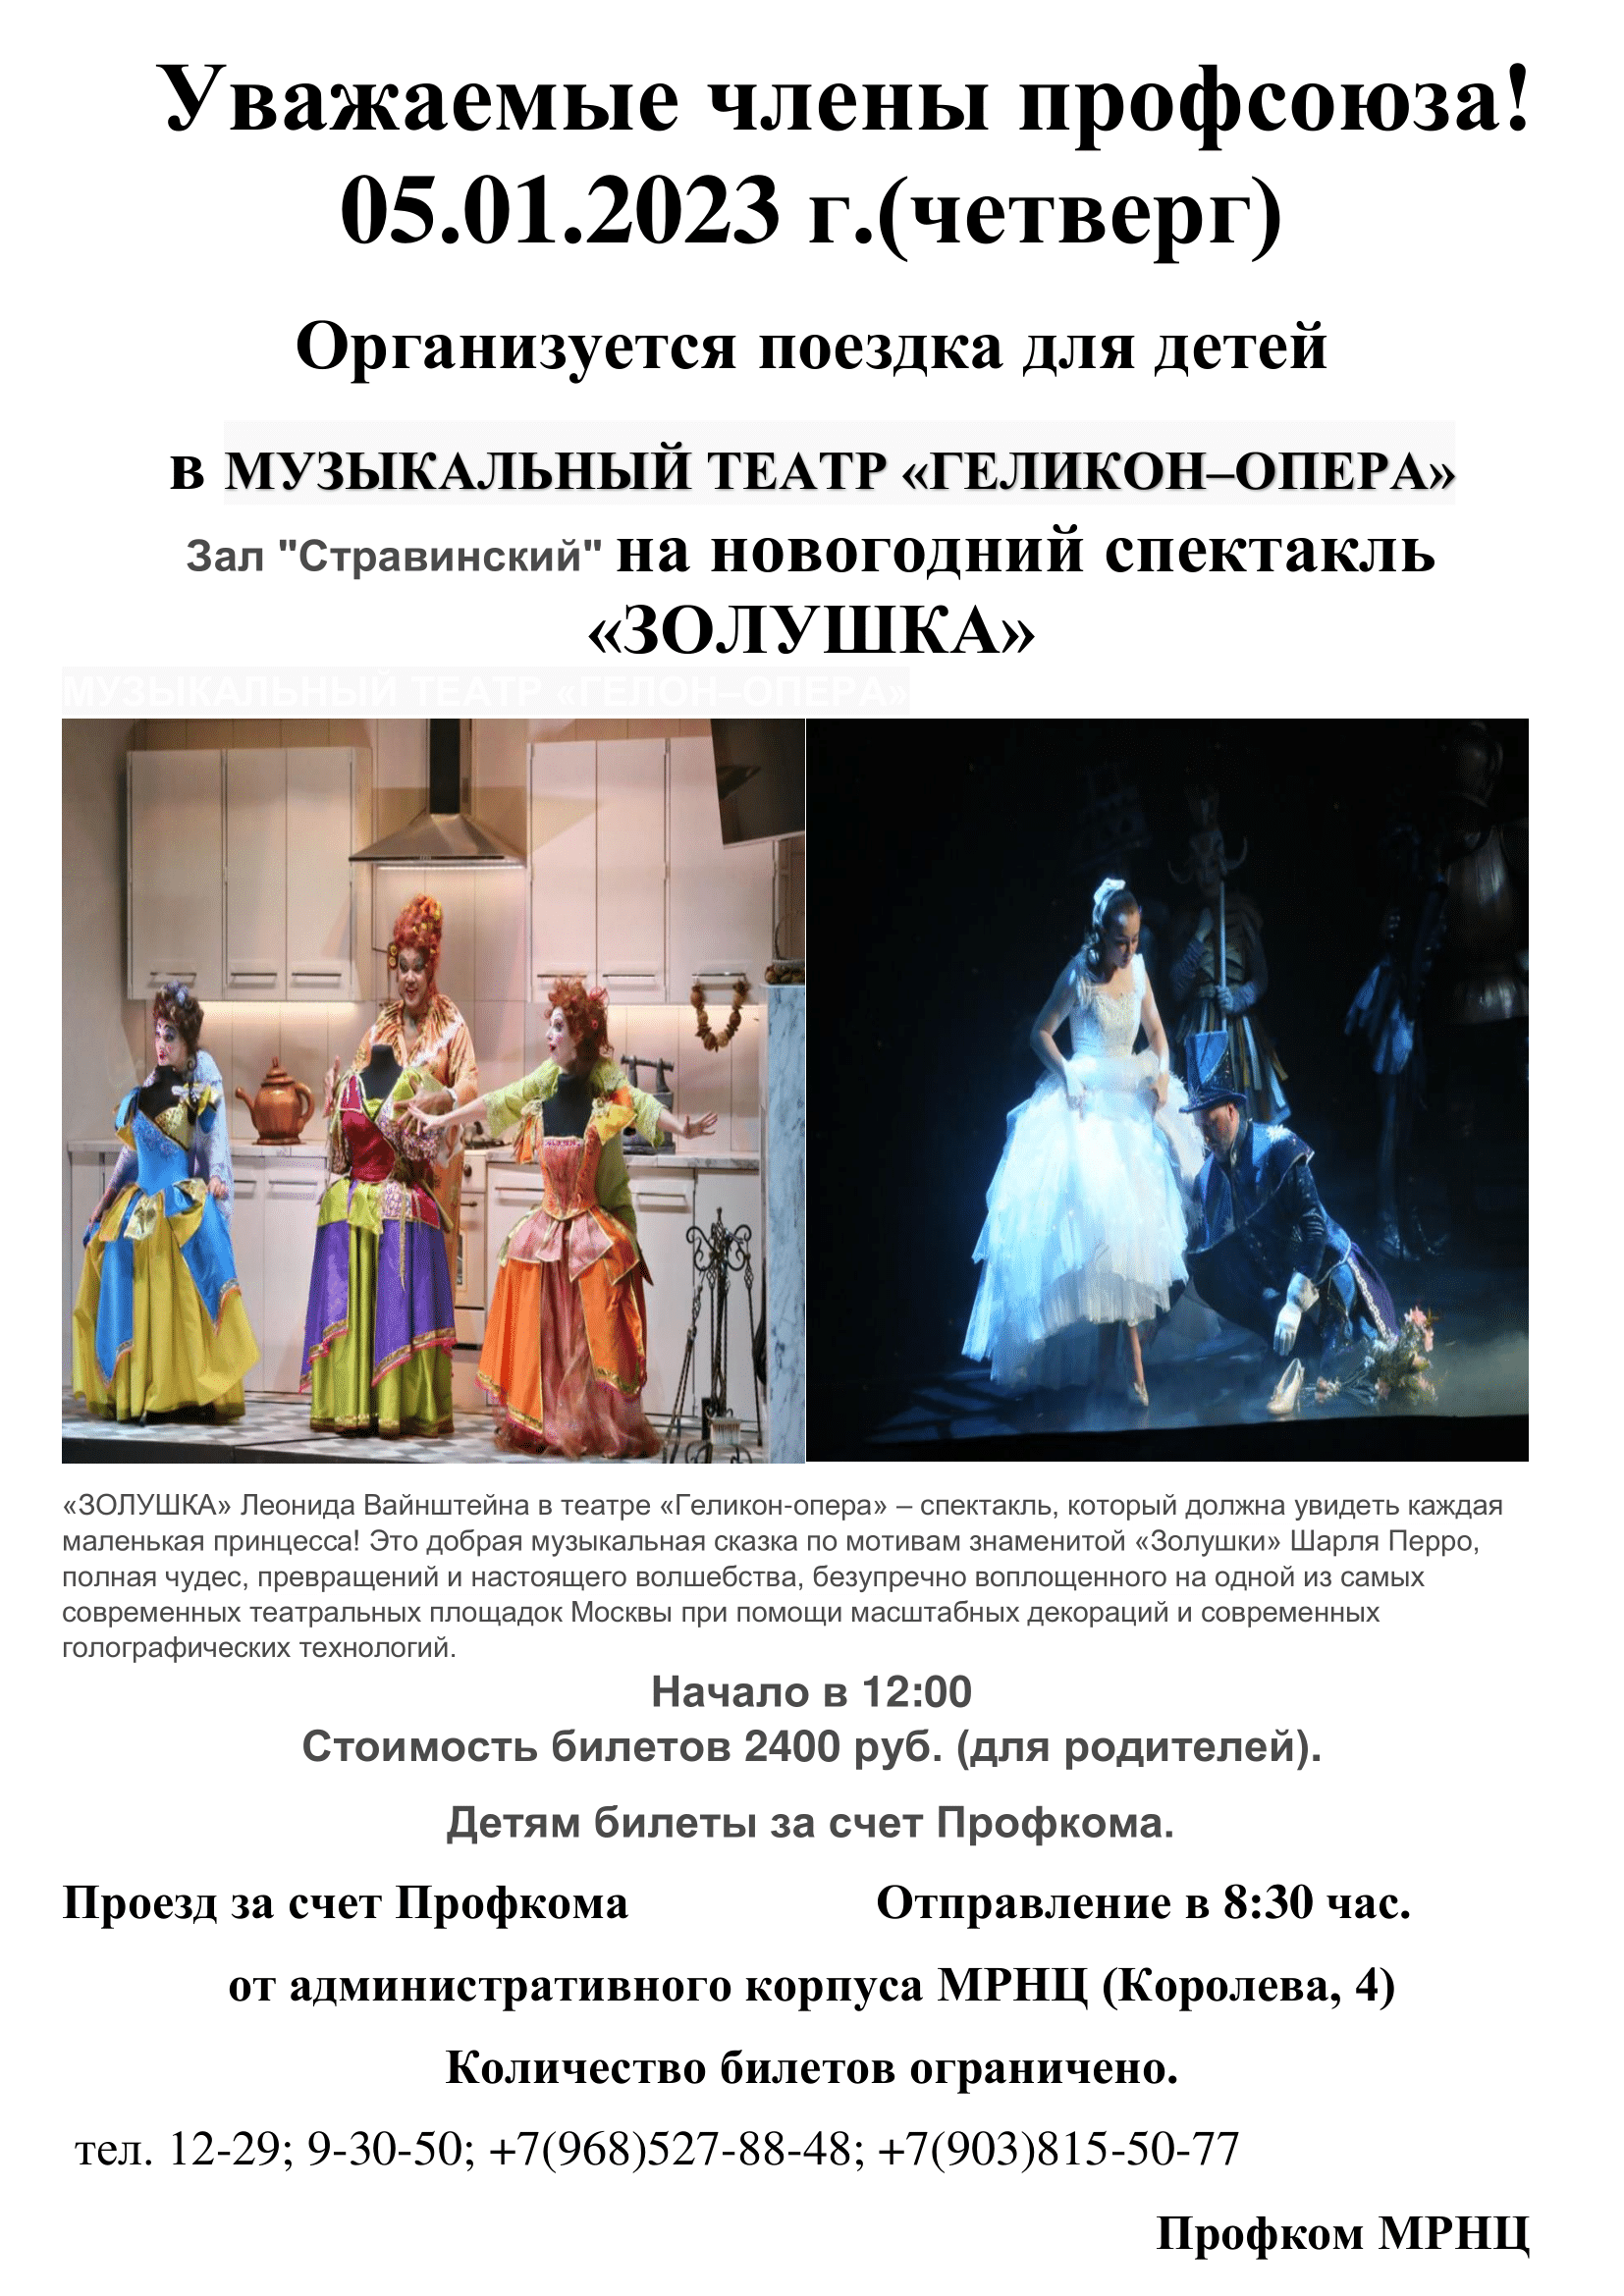 Уважаемые члены профсоюза!
05.01.2023 г.(четверг)
Организуется поездка для детей
в МУЗЫКАЛЬНЫЙ ТЕАТР «ГЕЛИКОН–ОПЕРА»
Зал "Стравинский" на новогодний спектакль
«ЗОЛУШКА»
МУЗЫКАЛЬНЫЙ ТЕАТР «ГЕЛОН–ОПЕРА»
«ЗОЛУШКА» Леонида Вайнштейна в театре «Геликон-опера» – спектакль, который должна увидеть каждая
маленькая принцесса! Это добрая музыкальная сказка по мотивам знаменитой «Золушки» Шарля Перро,
полная чудес, превращений и настоящего волшебства, безупречно воплощенного на одной из самых
современных театральных площадок Москвы при помощи масштабных декораций и современных
голографических технологий.
Начало в 12:00
Стоимость билетов 2400 руб. (для родителей).
Детям билеты за счет Профкома.
Проезд за счет Профкома Отправление в 8:30 час.
от административного корпуса МРНЦ (Королева, 4)
Количество билетов ограничено.
тел. 12-29; 9-30-50; +7(968)527-88-48; +7(903)815-50-77
Профком МРНЦ